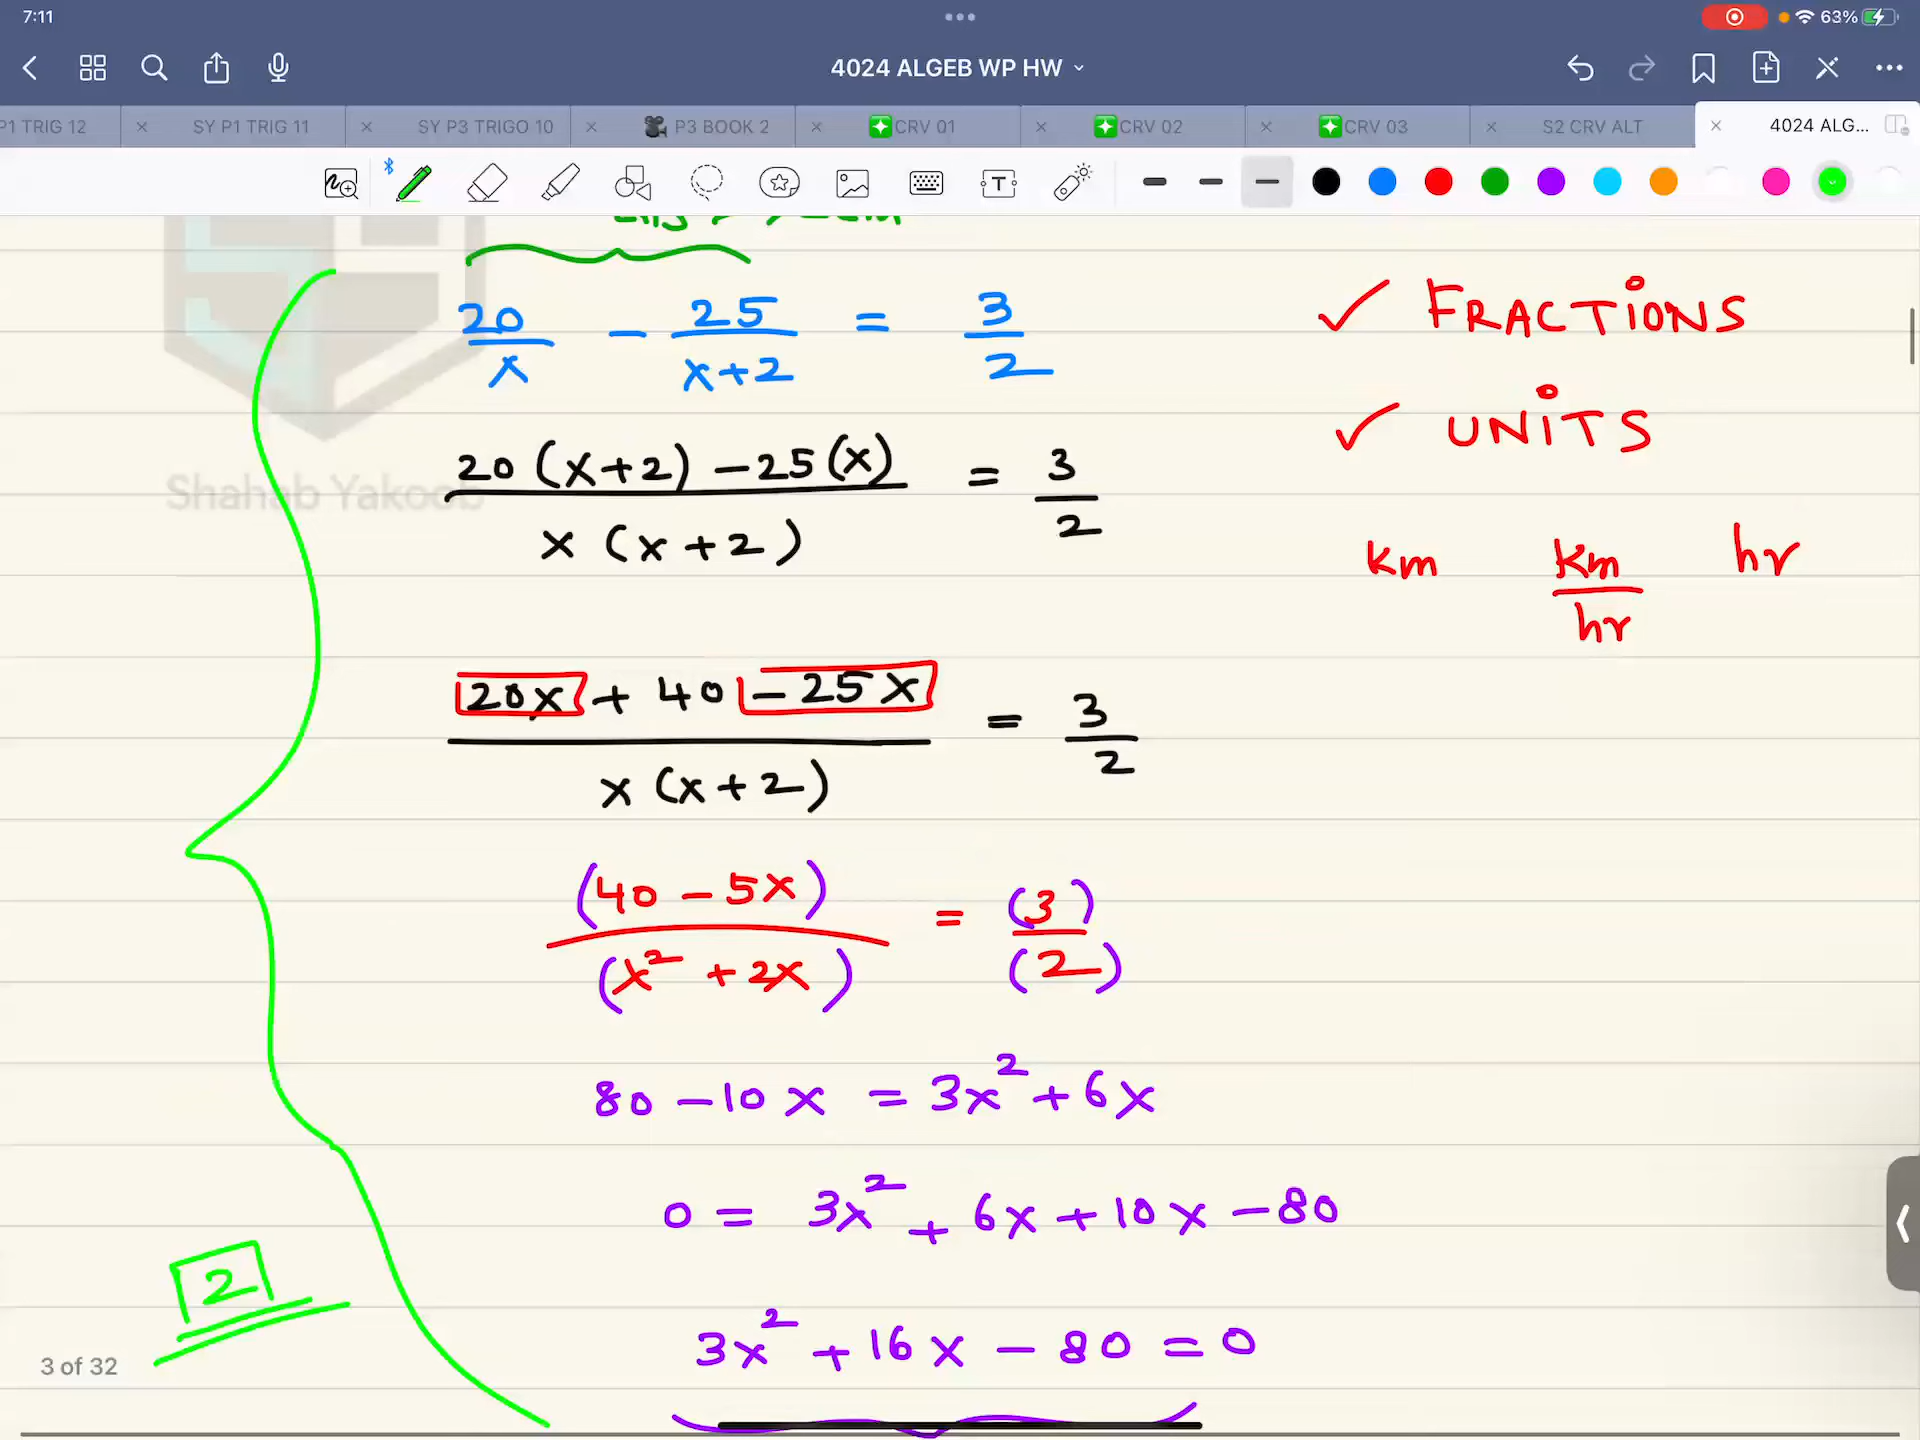 7:11
63%
4024 ALGEB WP HW
P1 TRIG 12
SY P1 TRIG 11
SY P3 TRIGO 10
P3 BOOK 2
CRV 01
CRV 02
CRV 03
S2 CRV ALT
4024 ALG...
20/x - 25/(x+2) = 3/2
✓ FRACTIONS
✓ UNITS
(20(x+2) - 25(x)) / (x(x+2)) = 3/2
Shahab Yakoob
km km/hr hr
(20x + 40 - 25x) / (x(x+2)) = 3/2
(40 - 5x)/(x² + 2x) = (3)/(2)
80 - 10x = 3x² + 6x
0 = 3x² + 6x + 10x - 80
2
3x² + 16x - 80 = 0
3 of 32